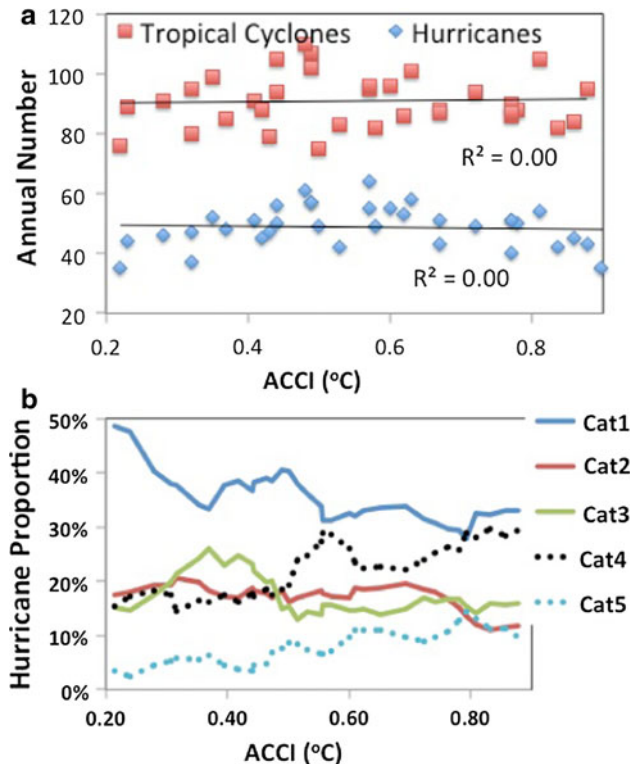 a
120
Tropical Cyclones
Hurricanes
100
80
60
40
20
Annual Number
R² = 0.00
R² = 0.00
0.2 0.4 0.6 0.8
ACCI (°C)
b
50%
40%
30%
20%
10%
0%
Hurricane Proportion
Cat1
Cat2
Cat3
Cat4
Cat5
0.20 0.40 0.60 0.80
ACCI (°C)